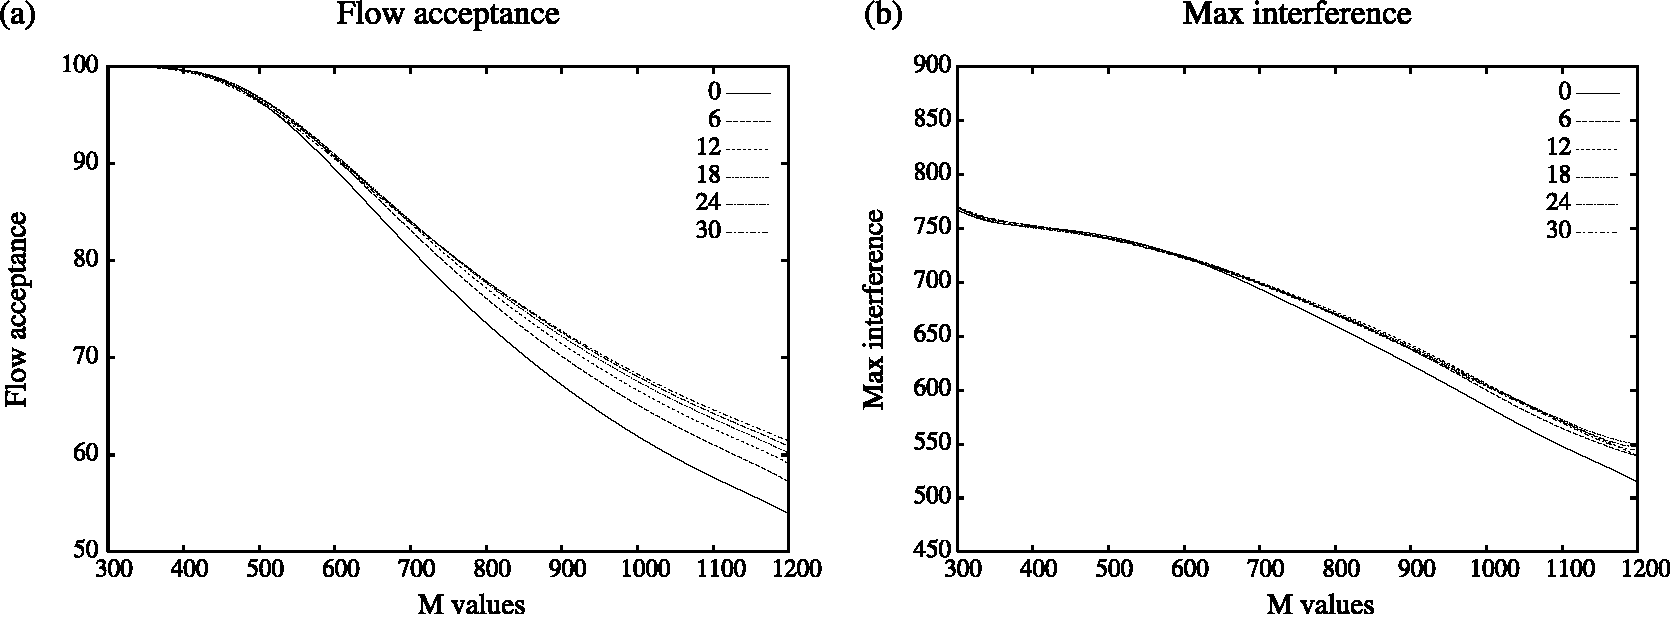 (a)
Flow acceptance
100
90
80
70
60
50
Flow acceptance
0
6
12
18
24
30
300 400 500 600 700 800 900 1000 1100 1200
M values
(b)
Max interference
900
850
800
750
700
650
600
550
500
450
Max interference
0
6
12
18
24
30
300 400 500 600 700 800 900 1000 1100 1200
M values